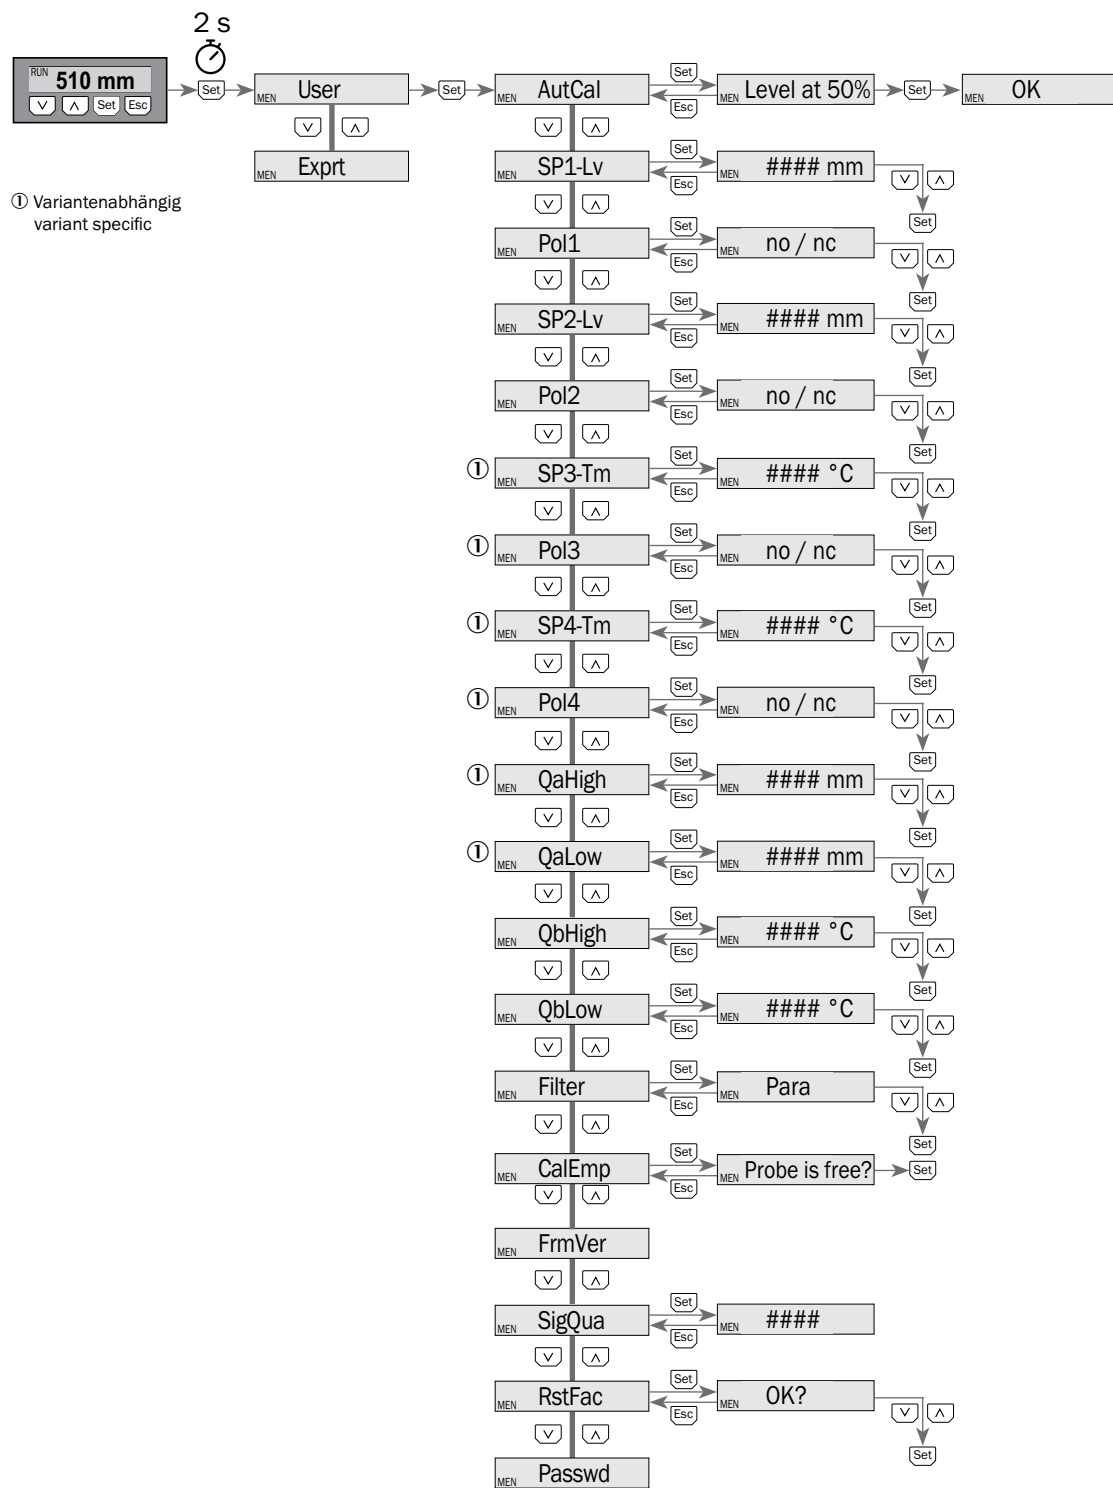 2 s
RUN 510 mm
Set Esc
Set
MEN User
Set
MEN AutCal
Set
Esc
MEN Level at 50%
Set
MEN OK
MEN Exprt
① Variantenabhängig
variant specific
MEN SP1-Lv
Set
Esc
MEN #### mm
Set
MEN Pol1
Set
Esc
MEN no / nc
Set
MEN SP2-Lv
Set
Esc
MEN #### mm
Set
MEN Pol2
Set
Esc
MEN no / nc
Set
① MEN SP3-Tm
Set
Esc
MEN #### °C
Set
① MEN Pol3
Set
Esc
MEN no / nc
Set
① MEN SP4-Tm
Set
Esc
MEN #### °C
Set
① MEN Pol4
Set
Esc
MEN no / nc
Set
① MEN QaHigh
Set
Esc
MEN #### mm
Set
① MEN QaLow
Set
Esc
MEN #### mm
Set
MEN QbHigh
Set
Esc
MEN #### °C
Set
MEN QbLow
Set
Esc
MEN #### °C
Set
MEN Filter
Set
Esc
MEN Para
Set
MEN CalEmp
Set
Esc
MEN Probe is free?
Set
MEN FrmVer
MEN SigQua
Set
Esc
MEN ####
MEN RstFac
Set
Esc
MEN OK?
Set
MEN Passwd